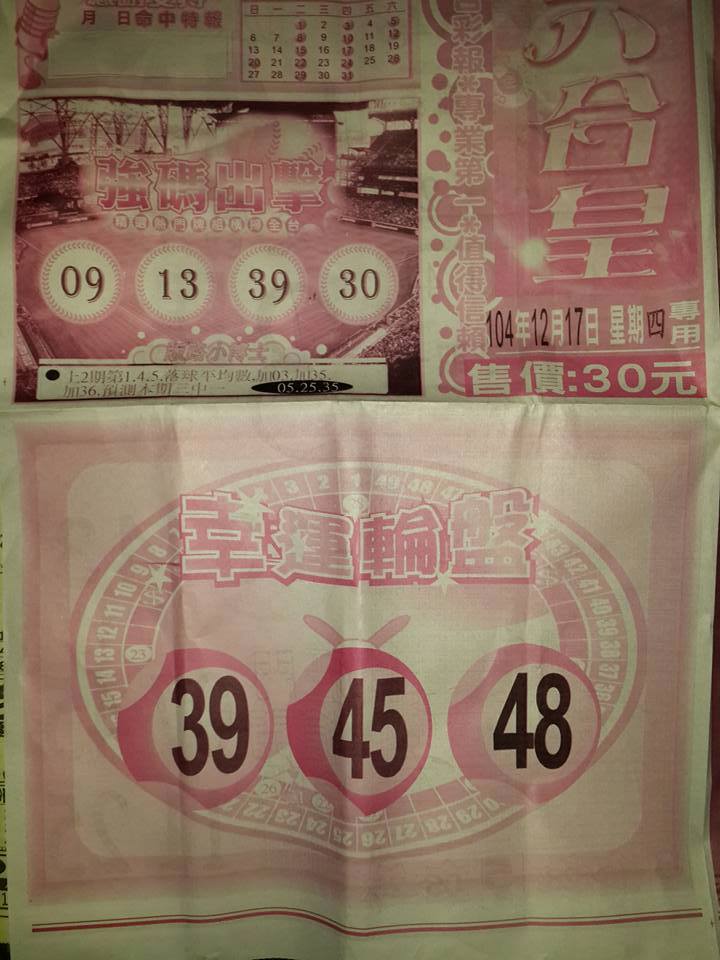 月 日命中特報
日 一 二 三 四 五 六
1 2 3 4 5
6 7 8 9 10 11 12
13 14 15 16 17 18 19
20 21 22 23 24 25 26
27 28 29 30 31
強碼出擊
09 13 39 30
上2期第1.4.5.落球平均數,加03,加35,
加36,預測本期三中一
05.25.35
彩報*專業第一*值得信賴
六合皇
104年12月17日 星期四 專用
售價:30元
幸運輪盤
39 45 48